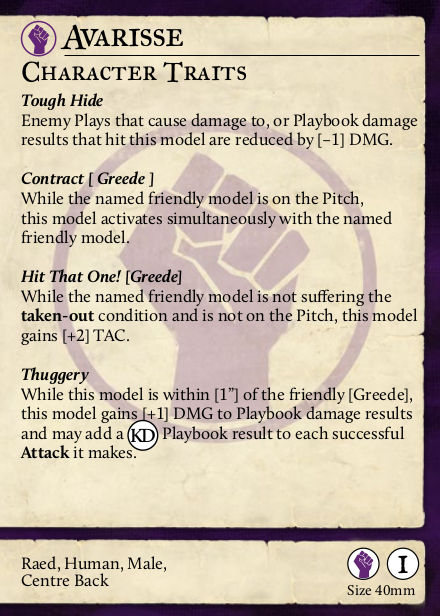 Avarisse
Character Traits
Tough Hide
Enemy Plays that cause damage to, or Playbook damage
results that hit this model are reduced by [−1] DMG.
Contract [ Greede ]
While the named friendly model is on the Pitch,
this model activates simultaneously with the named
friendly model.
Hit That One! [Greede]
While the named friendly model is not suffering the
taken-out condition and is not on the Pitch, this model
gains [+2] TAC.
Thuggery
While this model is within [1”] of the friendly [Greede],
this model gains [+1] DMG to Playbook damage results
and may add a KD Playbook result to each successful
Attack it makes.
Raed, Human, Male,
Centre Back
I
Size 40mm